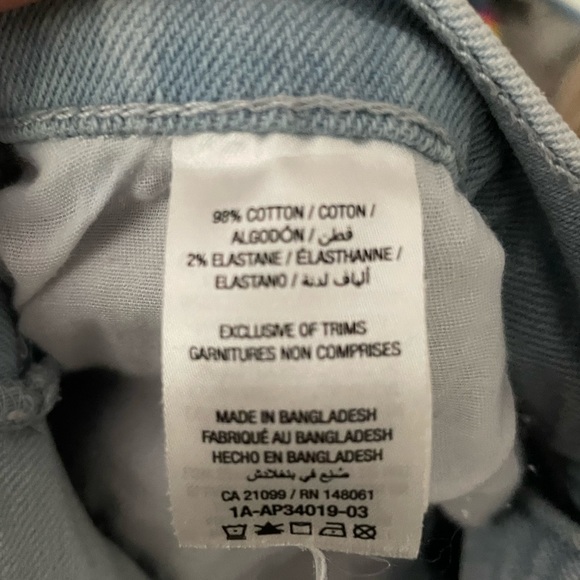 98% COTTON / COTON /
ALGODÓN / قطن
2% ELASTANE / ÉLASTHANNE /
ELASTANO / ألياف لدنة
EXCLUSIVE OF TRIMS
GARNITURES NON COMPRISES
MADE IN BANGLADESH
FABRIQUÉ AU BANGLADESH
HECHO EN BANGLADESH
صُنع في بنغلادش
CA 21099 / RN 148061
1A-AP34019-03